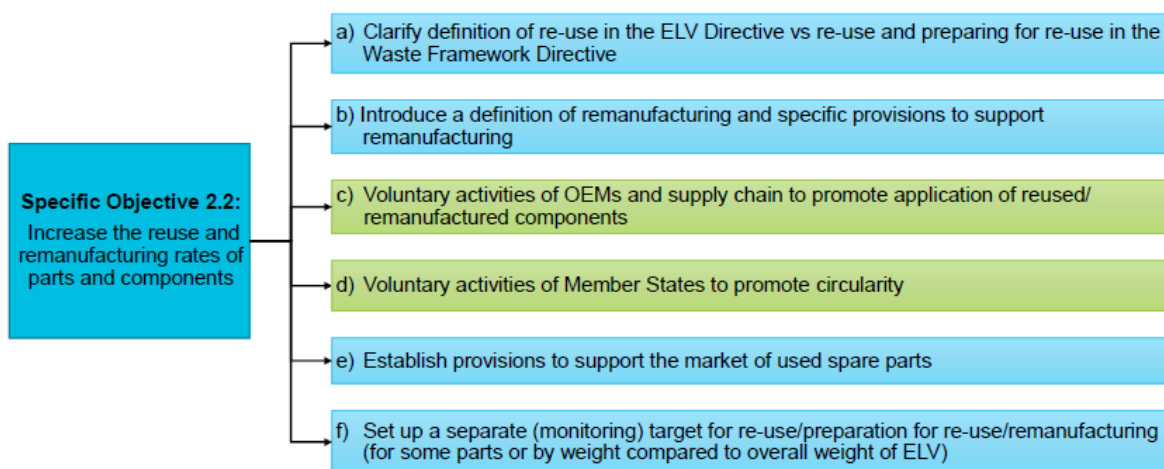 Specific Objective 2.2:
Increase the reuse and
remanufacturing rates of
parts and components
a) Clarify definition of re-use in the ELV Directive vs re-use and preparing for re-use in the
Waste Framework Directive
b) Introduce a definition of remanufacturing and specific provisions to support
remanufacturing
c) Voluntary activities of OEMs and supply chain to promote application of reused/
remanufactured components
d) Voluntary activities of Member States to promote circularity
e) Establish provisions to support the market of used spare parts
f) Set up a separate (monitoring) target for re-use/preparation for re-use/remanufacturing
(for some parts or by weight compared to overall weight of ELV)